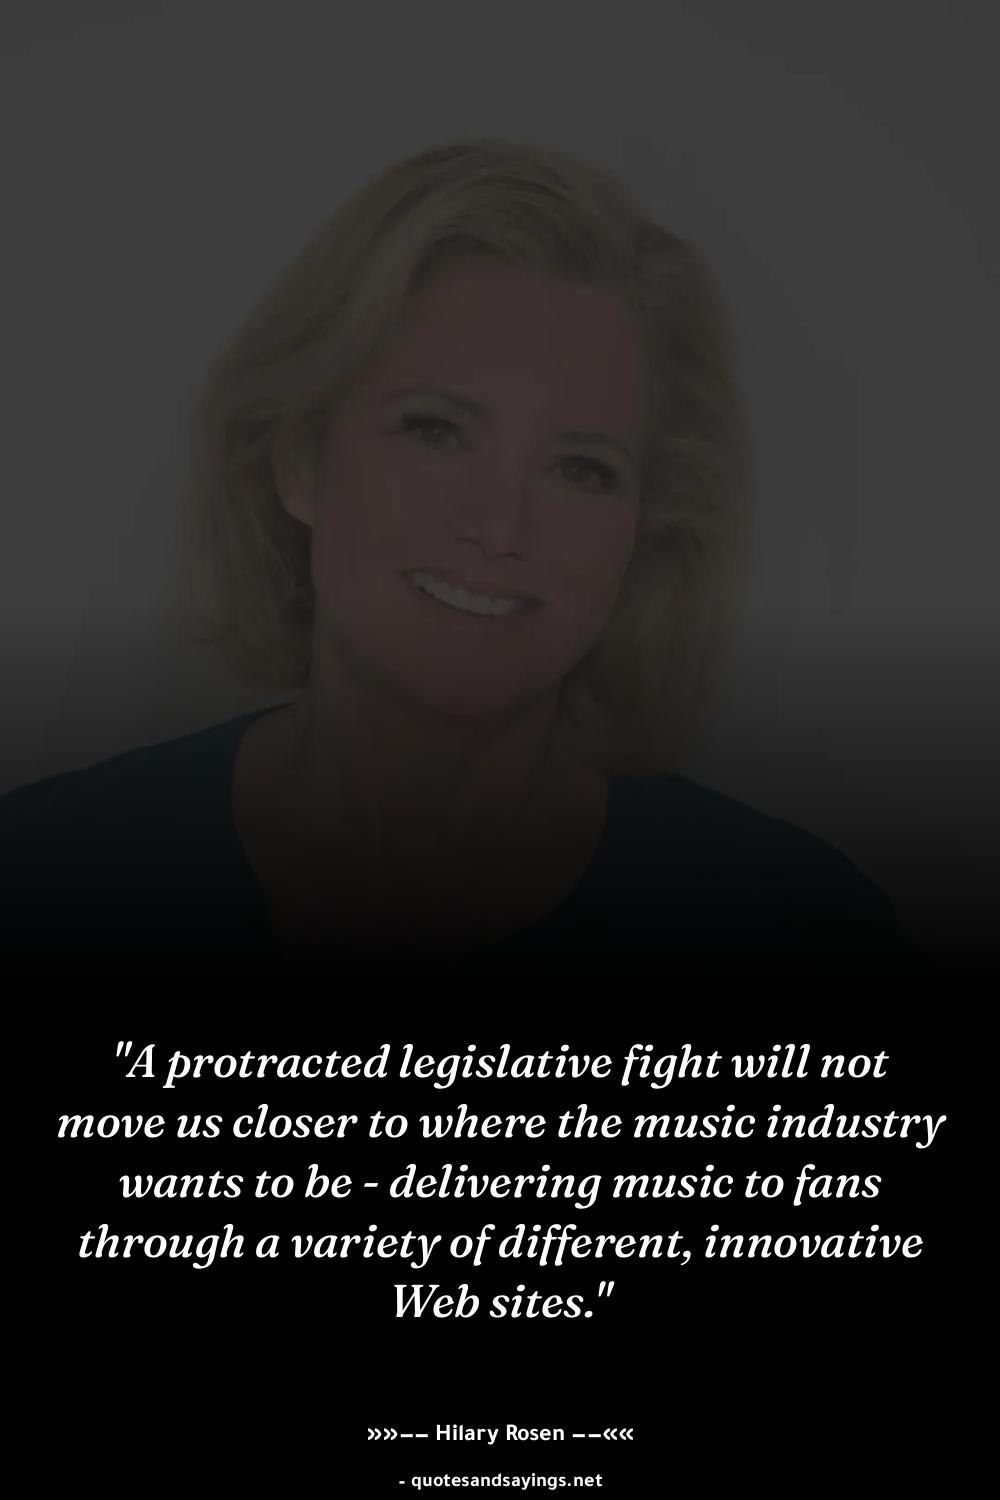 "A protracted legislative fight will not
move us closer to where the music industry
wants to be - delivering music to fans
through a variety of different, innovative
Web sites."
»»−− Hilary Rosen −−««
- quotesandsayings.net